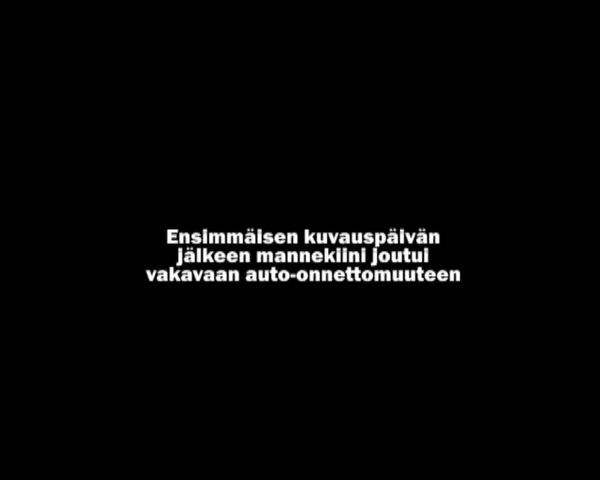 Ensimmäisen kuvauspäivän
jälkeen mannekiini joutui
vakavaan auto-onnettomuuteen